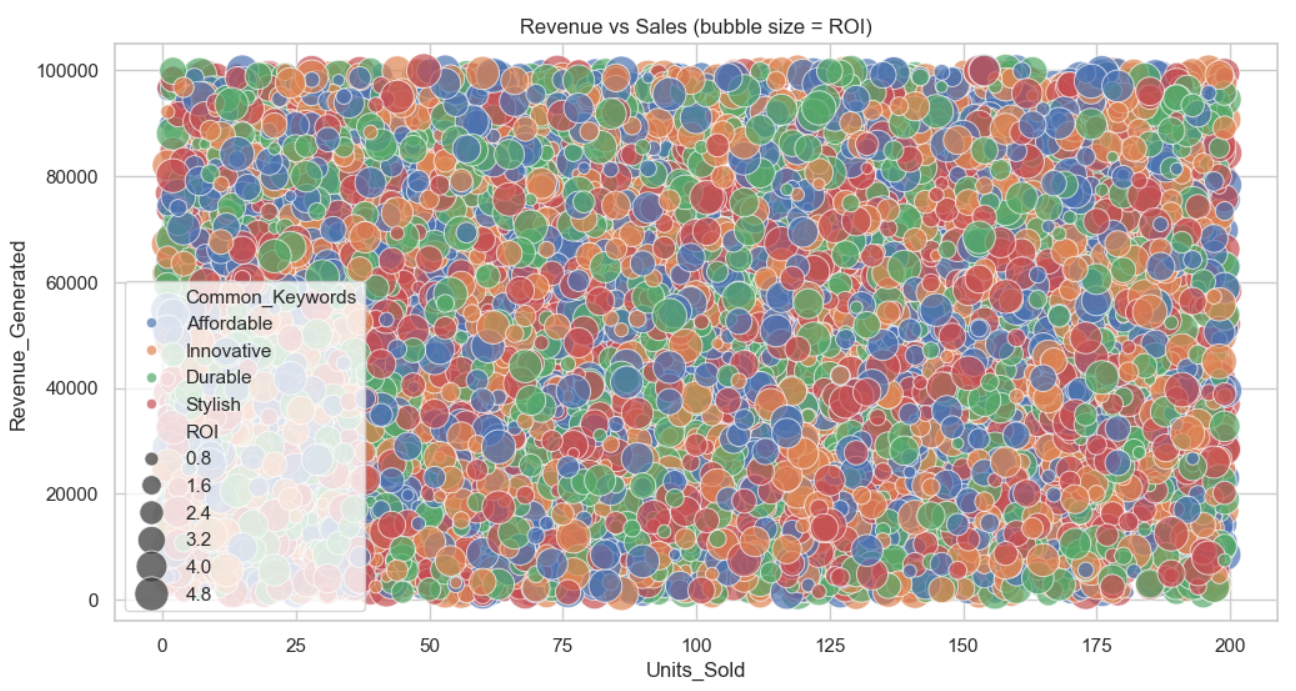 Revenue vs Sales (bubble size = ROI)
100000
80000
60000
40000
20000
0
Revenue_Generated
Common_Keywords
Affordable
Innovative
Durable
Stylish
ROI
0.8
1.6
2.4
3.2
4.0
4.8
0 25 50 75 100 125 150 175 200
Units_Sold